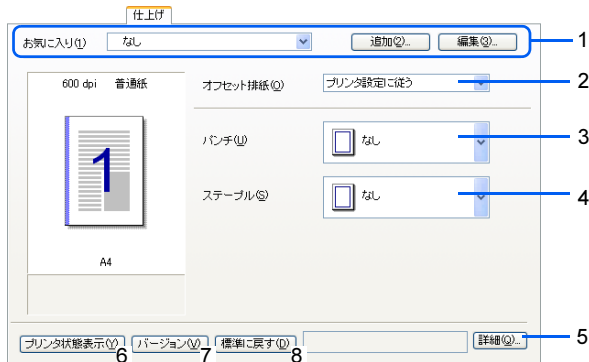 仕上げ
お気に入り(1) なし 追加(2)... 編集(3)... 1
600 dpi 普通紙 オフセット排紙(O) プリンタ設定に従う 2
パンチ(U) なし 3
1
ステープル(S) なし 4
A4
プリンタ状態表示(Y) バージョン(V) 標準に戻す(D) 詳細(Q)... 5
6 7 8